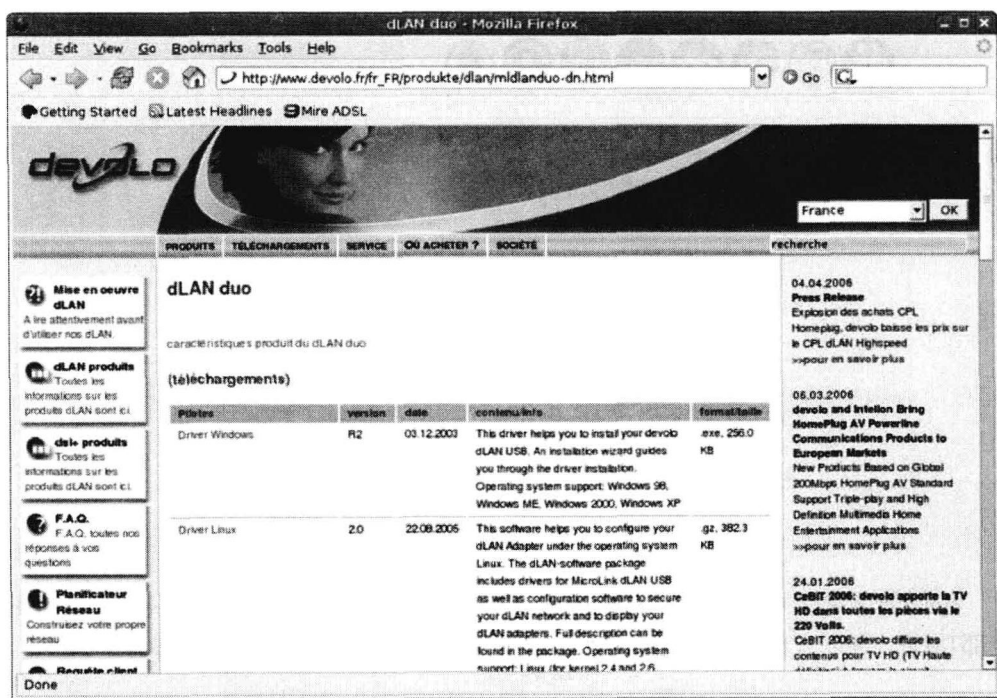 dLAN duo - Mozilla Firefox
File Edit View Go Bookmarks Tools Help
http://www.devolo.fr/fr_FR/produkte/dlan/mldlanduo-dn.html
Go
Getting Started Latest Headlines Mire ADSL
devolo
France OK
PRODUITS TÉLÉCHARGEMENTS SERVICE OÙ ACHETER ? SOCIÉTÉ recherche
Mise en oeuvre
dLAN
A lire attentivement avant
d'utiliser nos dLAN.
dLAN produits
Toutes les
informations sur les
produits dLAN sont ici.
dsl+ produits
Toutes les
informations sur les
produits dLAN sont ici.
F.A.Q.
F.A.Q. toutes nos
réponses à vos
questions
Planificateur
Réseau
Construisez votre propre
réseau
Requête client
dLAN duo
caractéristiques produit du dLAN duo
(téléchargements)
Pilotes version date contenu/info format/taille
Driver Windows R2 03.12.2003 This driver helps you to install your devolo .exe, 256.0
dLAN USB. An installation wizard guides KB
you through the driver installation.
Operating system support: Windows 98,
Windows ME, Windows 2000, Windows XP
Driver Linux 2.0 22.08.2005 This software helps you to configure your .gz, 382.3
dLAN Adapter under the operating system KB
Linux. The dLAN-software package
includes drivers for MicroLink dLAN USB
as well as configuration software to secure
your dLAN network and to display your
dLAN adapters. Full description can be
found in the package. Operating system
support: Linux (for kernel 2.4 and 2.6
04.04.2006
Press Release
Explosion des achats CPL
Homeplug, devolo baisse les prix sur
le CPL dLAN Highspeed
>>pour en savoir plus
06.03.2006
devolo and Intellon Bring
HomePlug AV Powerline
Communications Products to
European Markets
New Products Based on Global
200Mbps HomePlug AV Standard
Support Triple-play and High
Definition Multimedia Home
Entertainment Applications
>>pour en savoir plus
24.01.2006
CeBIT 2006: devolo apporte la TV
HD dans toutes les pièces via le
220 Volts.
CeBIT 2006: devolo diffuse les
contenus pour TV HD (TV Haute
Done